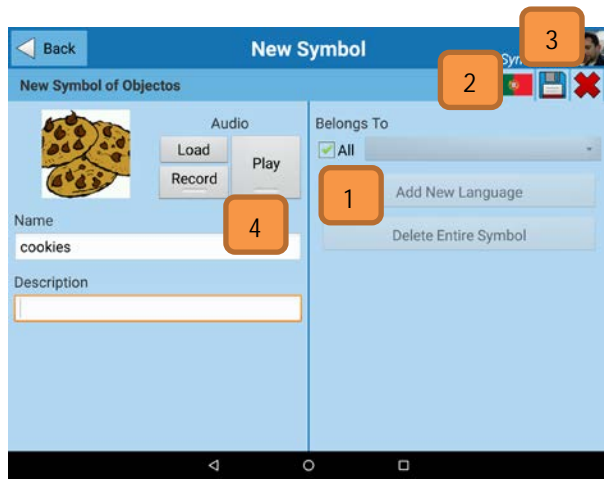 Back
New Symbol
3
Sym
2
New Symbol of Objectos
Audio
Load
Play
Record
Belongs To
All
1
Add New Language
4
Name
cookies
Delete Entire Symbol
Description